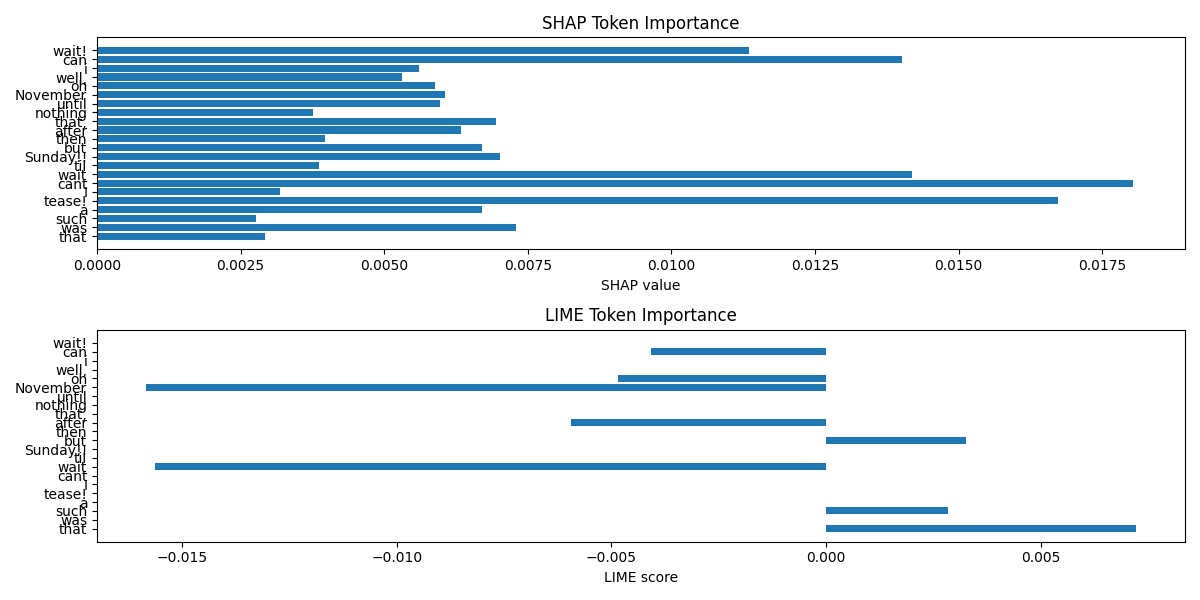 SHAP Token Importance
wait!
can
i
well,
oh
November
until
nothing
that,
after
then
but
Sunday!!
til
wait
cant
I
tease!
a
such
was
that
0.0000 0.0025 0.0050 0.0075 0.0100 0.0125 0.0150 0.0175
SHAP value
LIME Token Importance
wait!
can
i
well,
oh
November
until
nothing
that,
after
then
but
Sunday!!
til
wait
cant
I
tease!
a
such
was
that
−0.015 −0.010 −0.005 0.000 0.005
LIME score